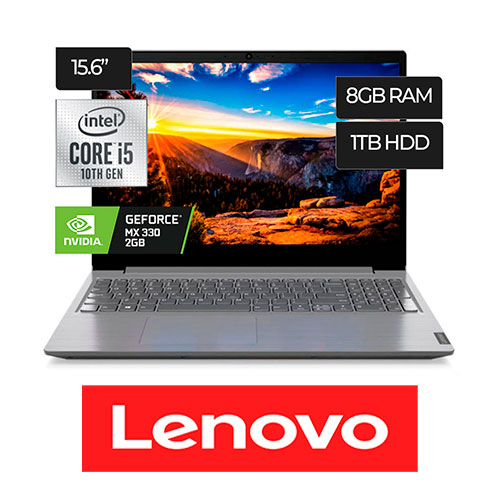 15.6”
8GB RAM
1TB HDD
intel
CORE i5
10TH GEN
NVIDIA.
GEFORCE®
MX 330
2GB
Lenovo